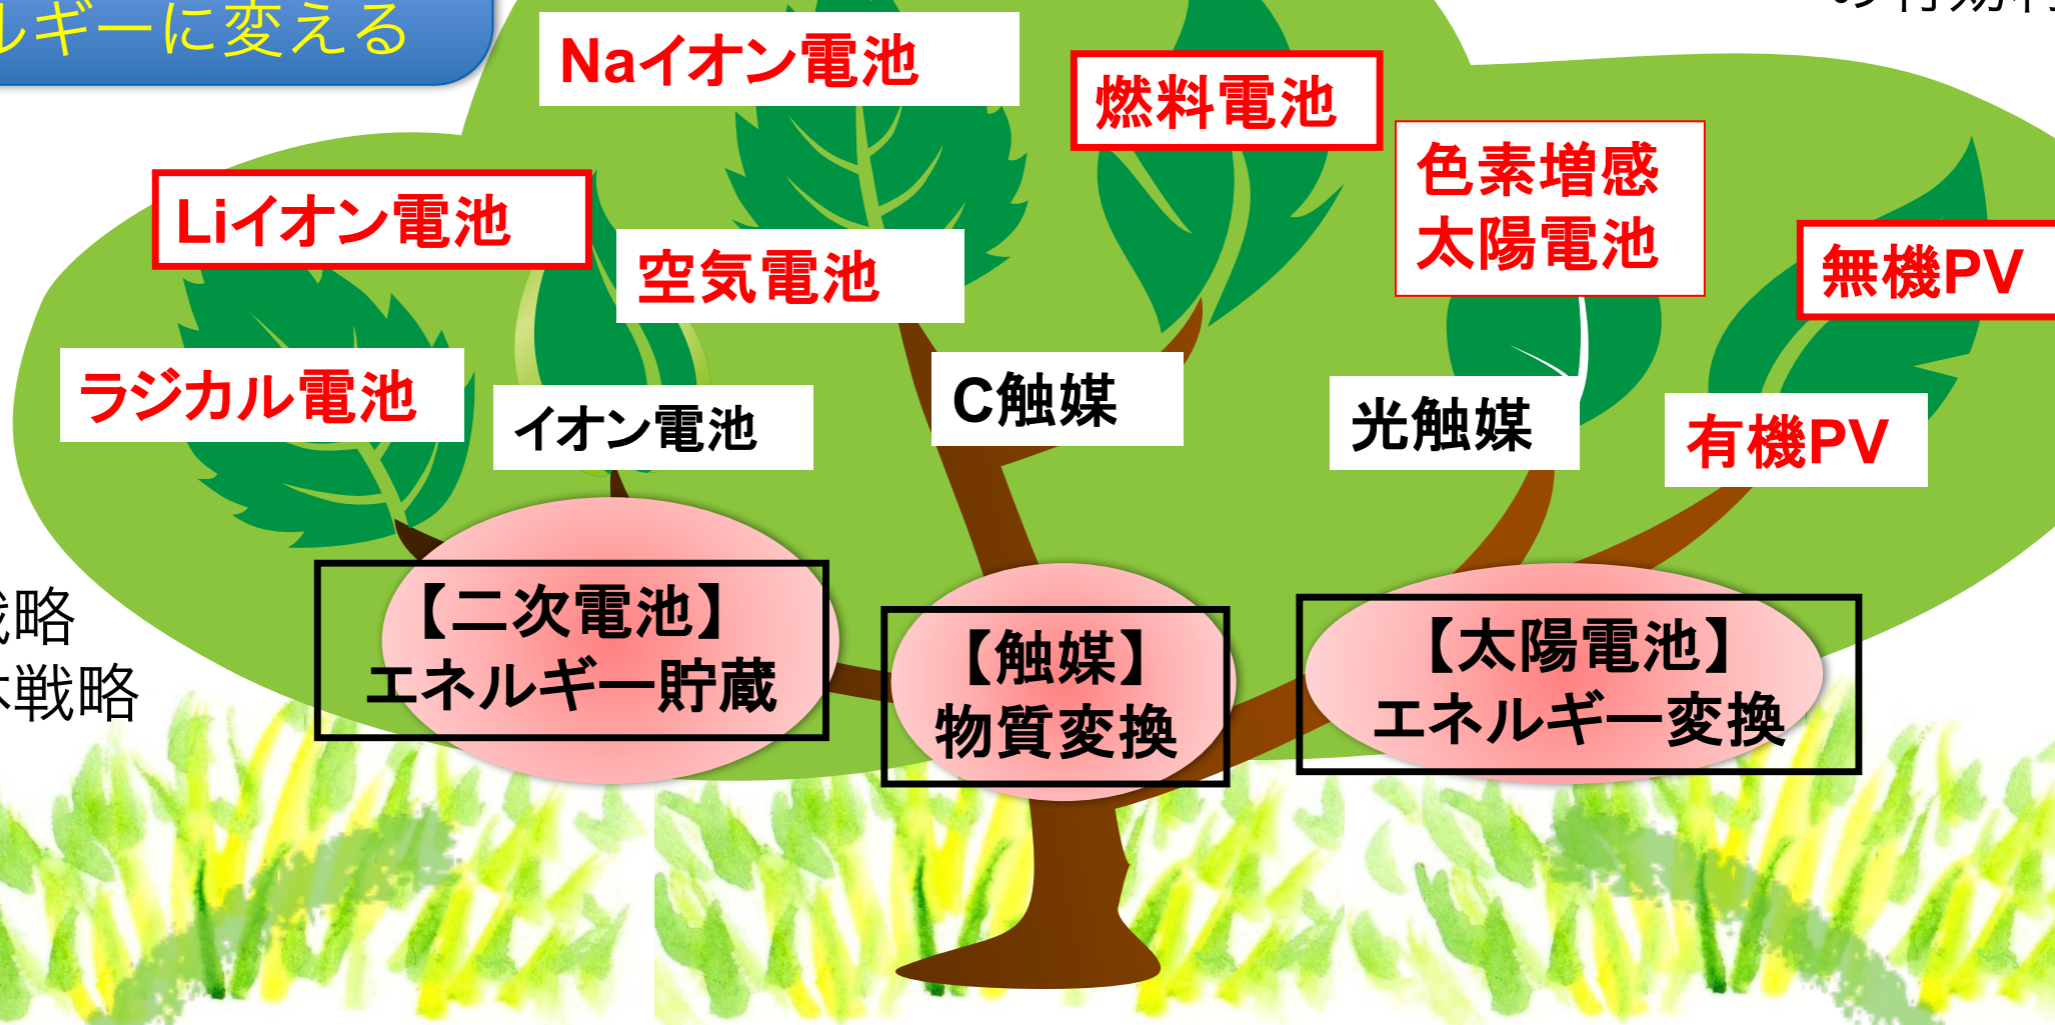 ルギーに変える
Naイオン電池
燃料電池
色素増感
太陽電池
Liイオン電池
無機PV
空気電池
ラジカル電池
イオン電池
C触媒
光触媒
有機PV
【二次電池】
エネルギー貯蔵
【触媒】
物質変換
【太陽電池】
エネルギー変換
戦略
本戦略